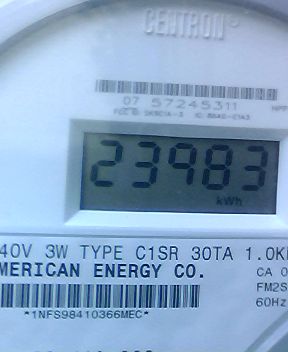 CENTRON®
07 57245311
23983
kWh
40V 3W TYPE C1SR 30TA 1.0K
MERICAN ENERGY CO.
CA 0
FM2S
60Hz
*1NFS98410366MEC*